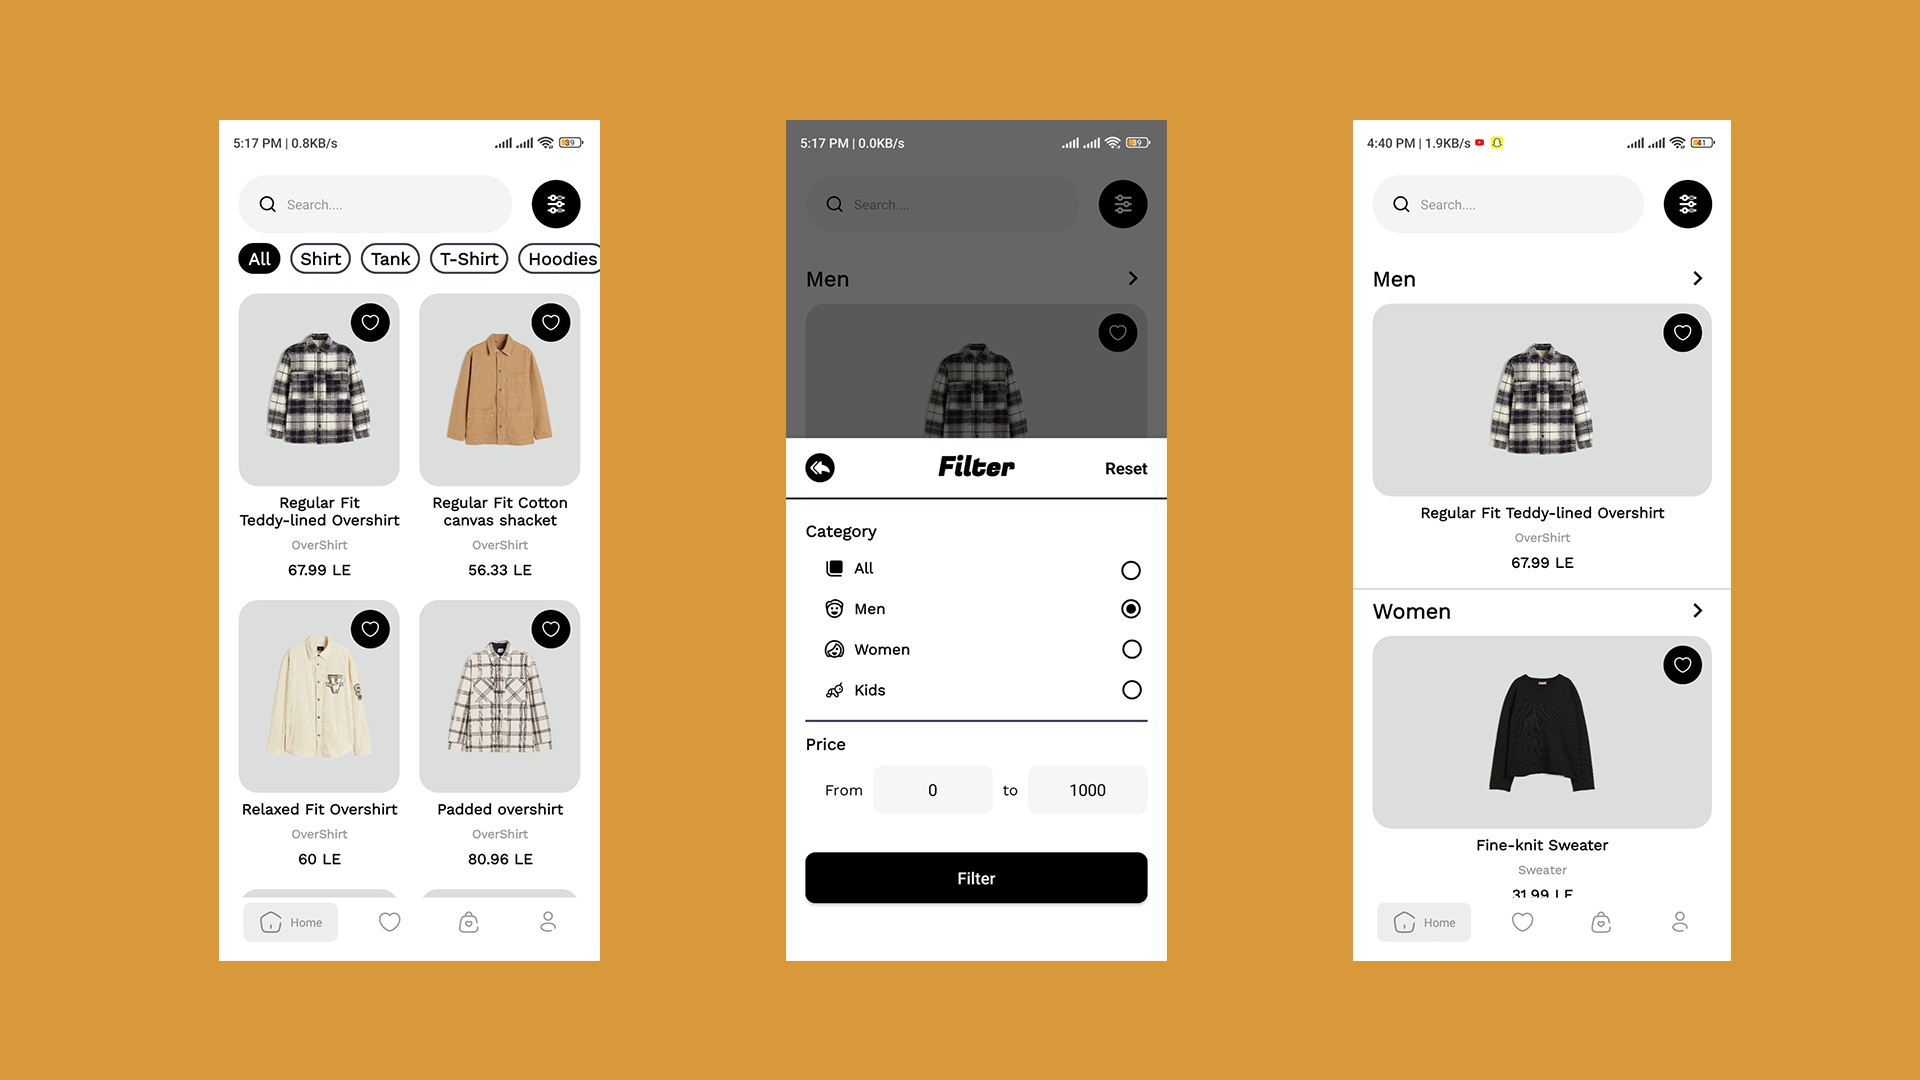 5:17 PM | 0.8KB/s
39
Search....
All
Shirt
Tank
T-Shirt
Hoodies
Regular Fit
Teddy-lined Overshirt
OverShirt
67.99 LE
Regular Fit Cotton
canvas shacket
OverShirt
56.33 LE
Relaxed Fit Overshirt
OverShirt
60 LE
Padded overshirt
OverShirt
80.96 LE
Home
5:17 PM | 0.0KB/s
39
Search....
Men
Filter
Reset
Category
All
Men
Women
Kids
Price
From
0
to
1000
Filter
4:40 PM | 1.9KB/s
41
Search....
Men
Regular Fit Teddy-lined Overshirt
OverShirt
67.99 LE
Women
Fine-knit Sweater
Sweater
31.99 LE
Home